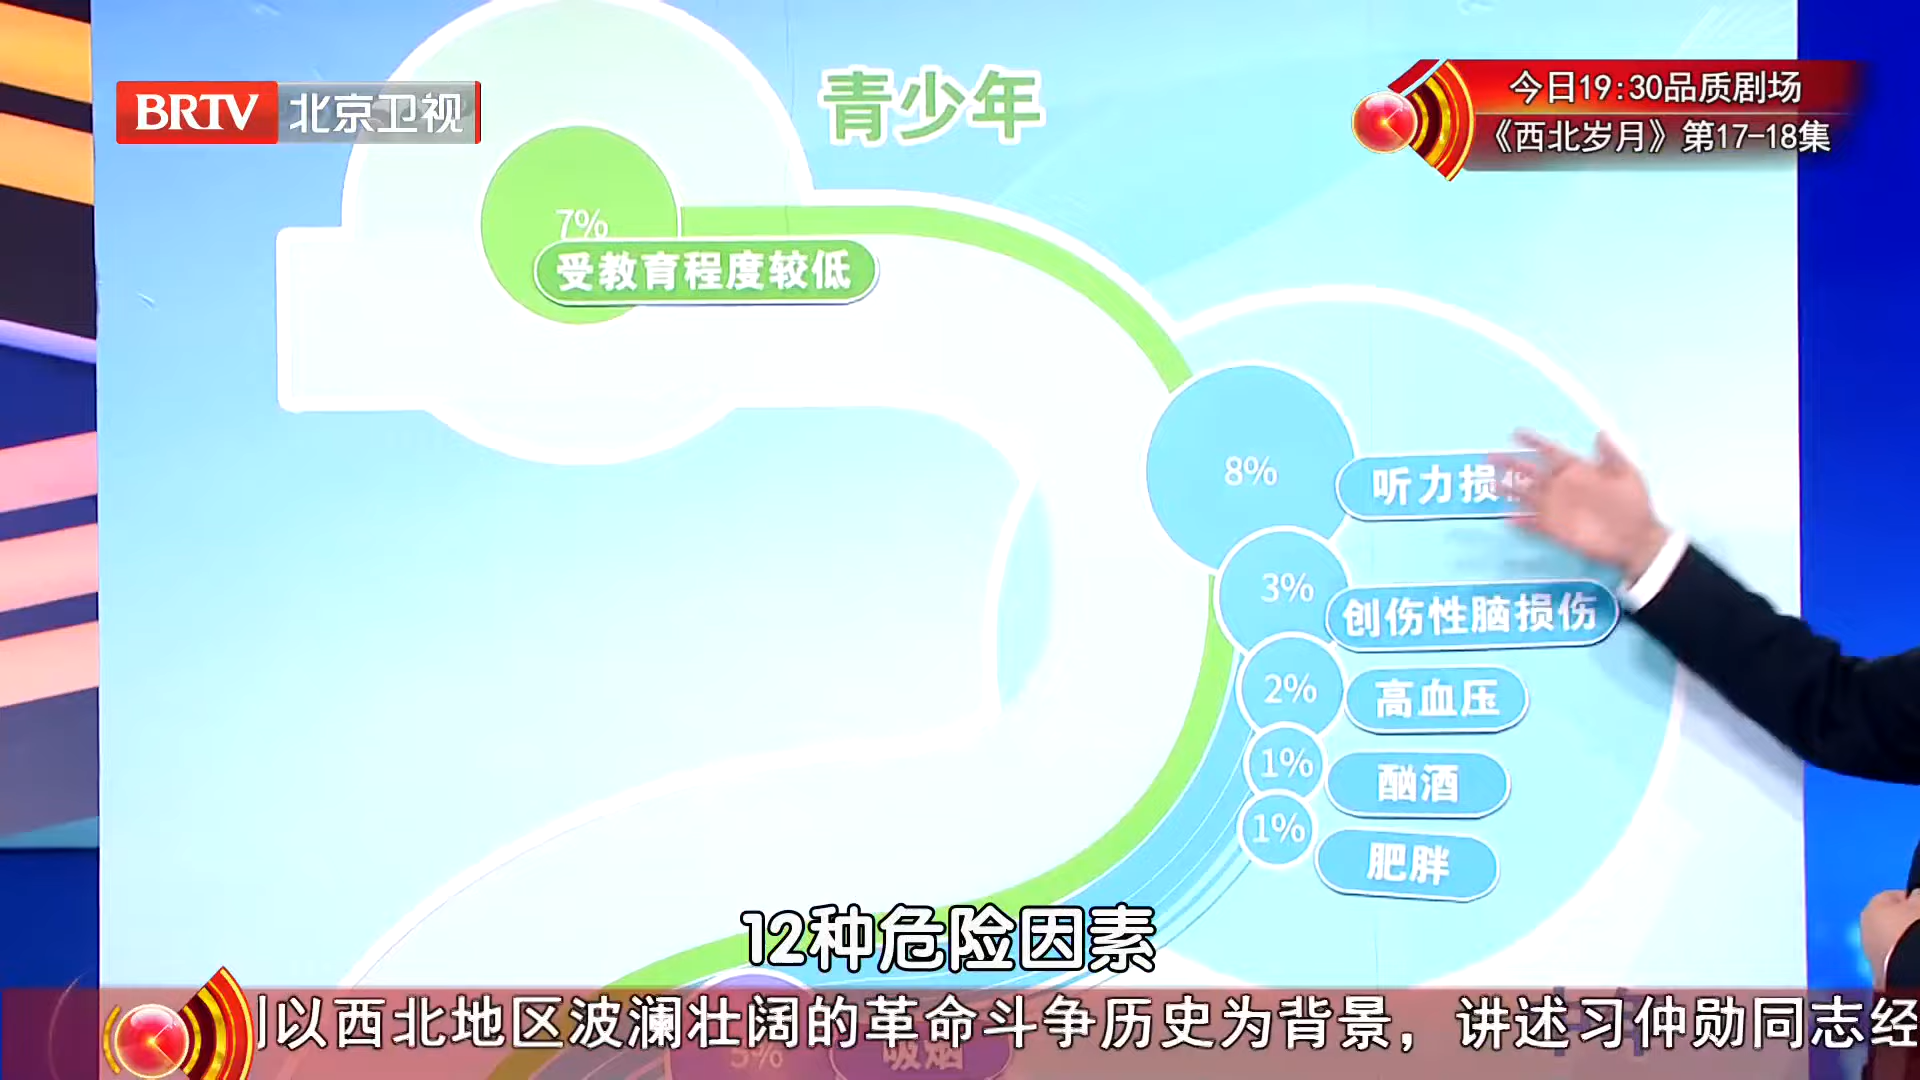 BRTV 北京卫视
今日19:30品质剧场
《西北岁月》第17-18集
青少年
7%
受教育程度较低
8%
听力损
3%
创伤性脑损伤
2%
高血压
1%
酗酒
1%
肥胖
12种危险因素
以西北地区波澜壮阔的革命斗争历史为背景，讲述习仲勋同志经
5%
吸烟